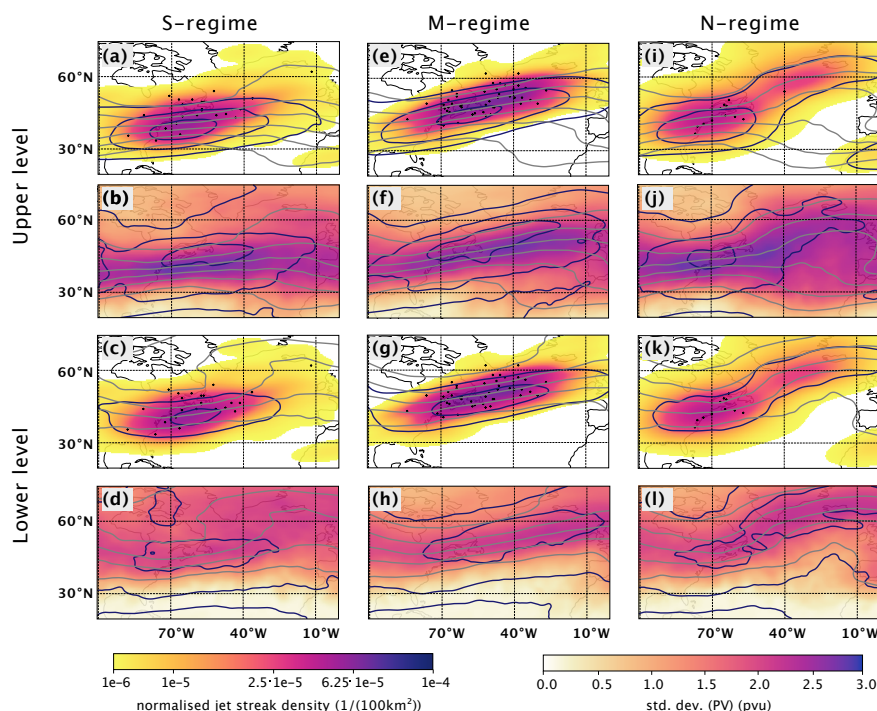 S-regime M-regime N-regime
Upper level
Lower level
(a) (e) (i)
60°N
30°N
(b) (f) (j)
60°N
30°N
(c) (g) (k)
60°N
30°N
(d) (h) (l)
60°N
30°N
70°W 40°W 10°W 70°W 40°W 10°W 70°W 40°W 10°W
1e-6 1e-5 2.5·1e-5 6.25·1e-5 1e-4
normalised jet streak density (1/(100km²))
0.0 0.5 1.0 1.5 2.0 2.5 3.0
std. dev. (PV) (pvu)